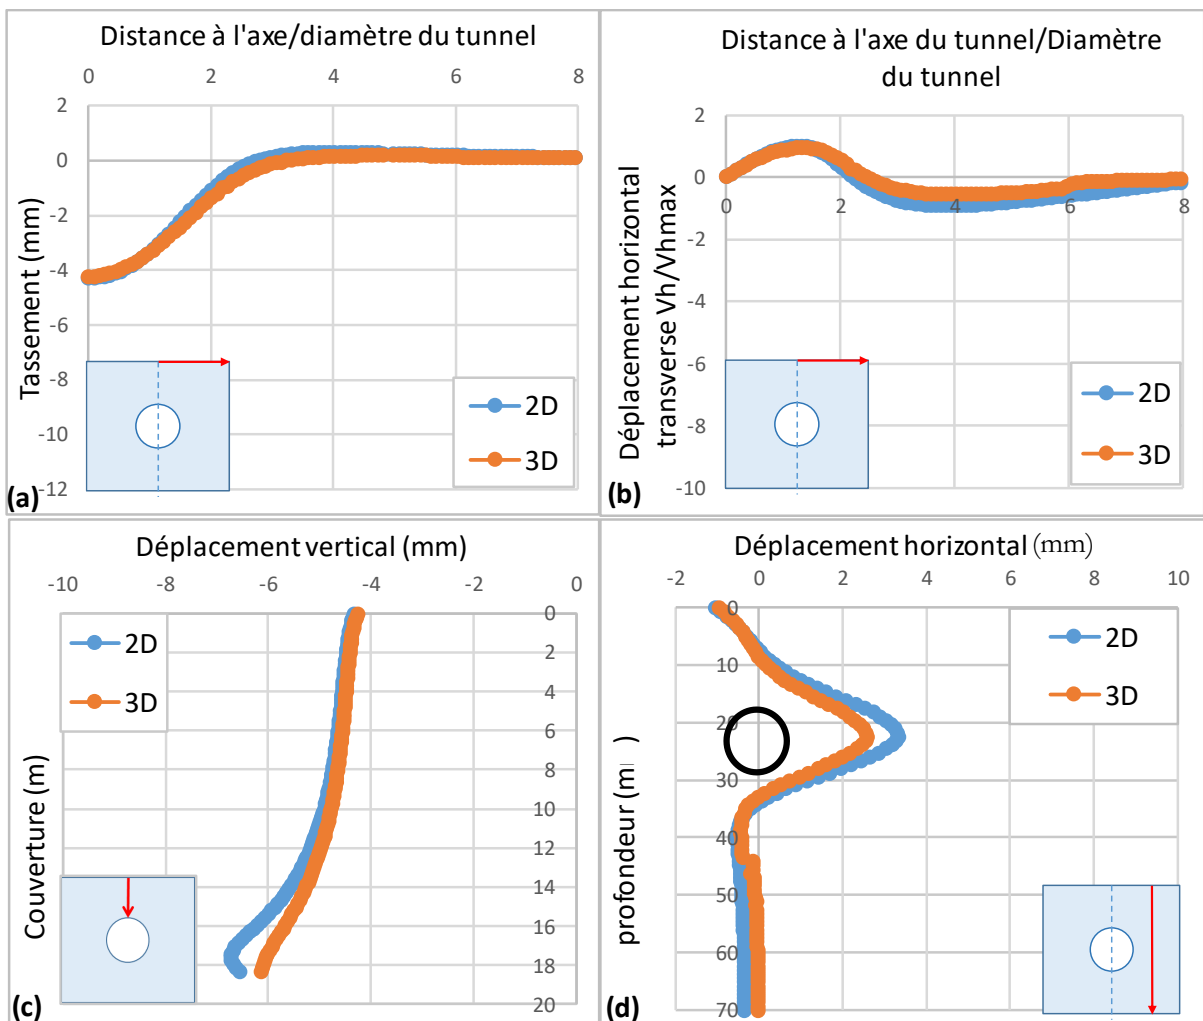 Distance à l'axe/diamètre du tunnel
0 2 4 6 8
2
0
-2
-4
-6
-8
-10
-12
Tassement (mm)
2D
3D
(a)
Distance à l'axe du tunnel/Diamètre
du tunnel
2
0
-2
-4
-6
-8
-10
0 2 4 6 8
Déplacement horizontal
transverse Vh/Vhmax
2D
3D
(b)
Déplacement vertical (mm)
-10 -8 -6 -4 -2 0
0
2
4
6
8
10
12
14
16
18
20
Couverture (m)
2D
3D
(c)
Déplacement horizontal (mm)
-2 0 2 4 6 8 10
0
10
20
30
40
50
60
70
profondeur (m
2D
3D
(d)